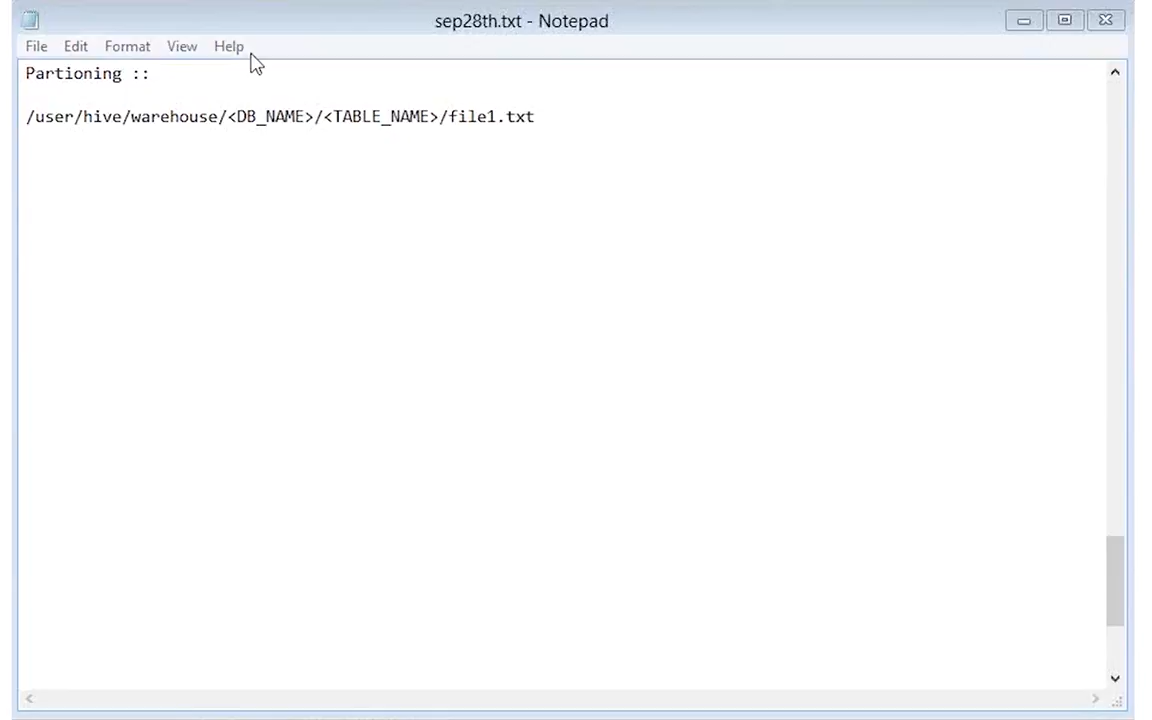 sep28th.txt - Notepad
File Edit Format View Help
Partioning ::
/user/hive/warehouse/<DB_NAME>/<TABLE_NAME>/file1.txt